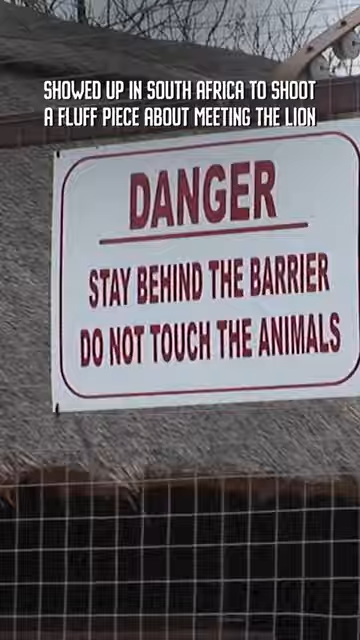 SHOWED UP IN SOUTH AFRICA TO SHOOT
A FLUFF PIECE ABOUT MEETING THE LION
DANGER
STAY BEHIND THE BARRIER
DO NOT TOUCH THE ANIMALS